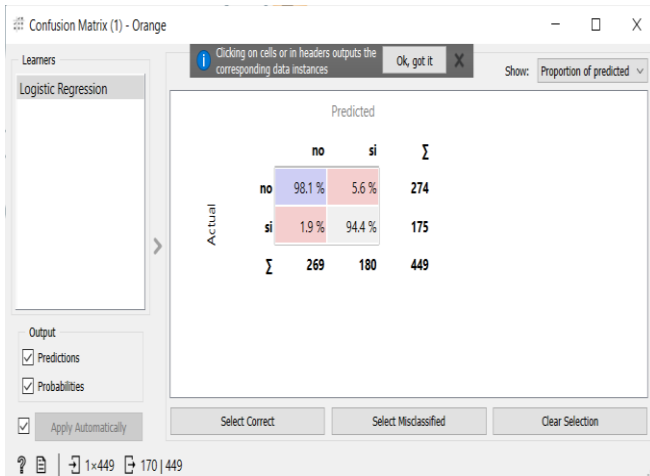 Confusion Matrix (1) - Orange
Learners
Logistic Regression
Clicking on cells or in headers outputs the
corresponding data instances
Ok, got it
X
Show: Proportion of predicted
Predicted
no si Σ
Actual
no 98.1 % 5.6 % 274
si 1.9 % 94.4 % 175
Σ 269 180 449
Output
Predictions
Probabilities
Apply Automatically
Select Correct
Select Misclassified
Clear Selection
? 1×449 170 | 449